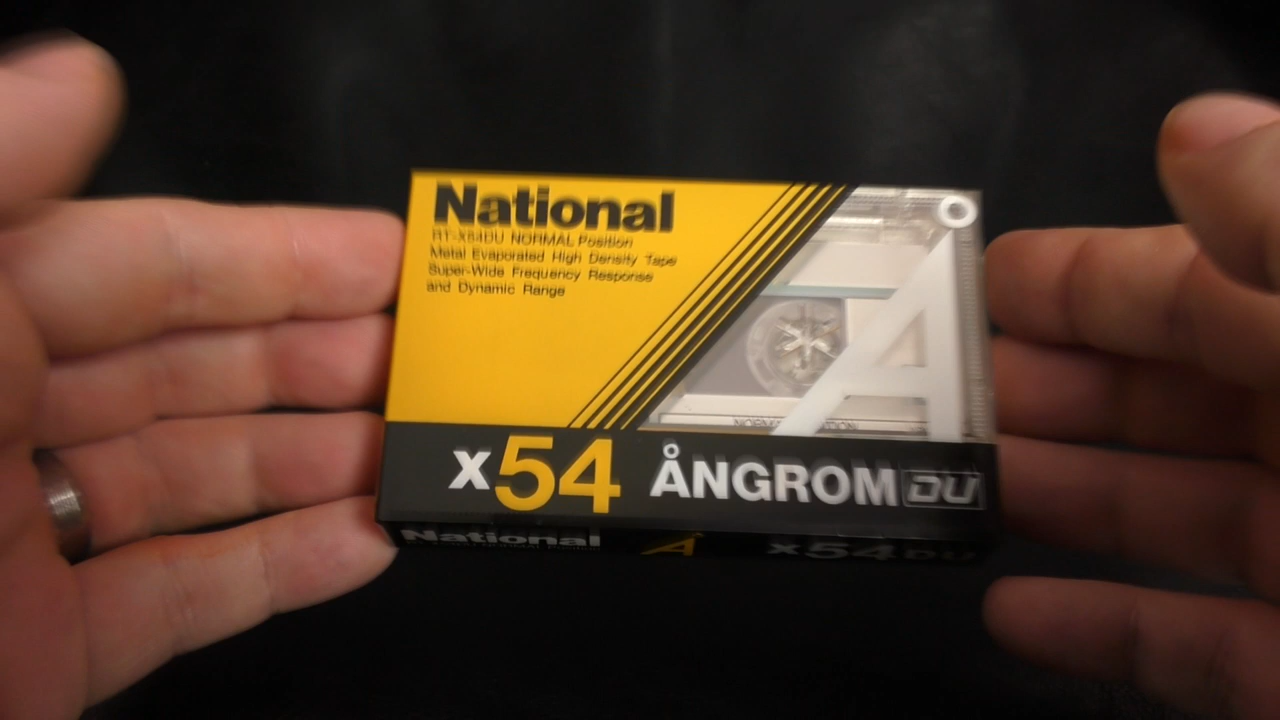 National
RT-X54DU NORMAL Position
Metal Evaporated High Density Tape
Super-Wide Frequency Response
and Dynamic Range
x54 ÅNGROM DU
National
A
x54DU